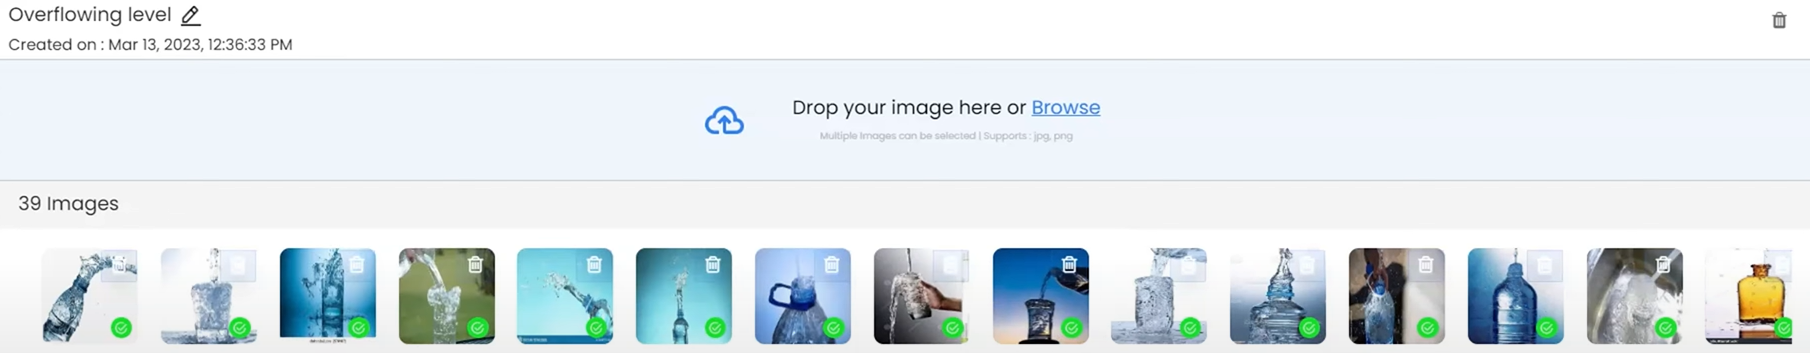 Overflowing level
Created on : Mar 13, 2023, 12:36:33 PM
Drop your image here or Browse
Multiple Images can be selected | Supports : jpg, png
39 Images